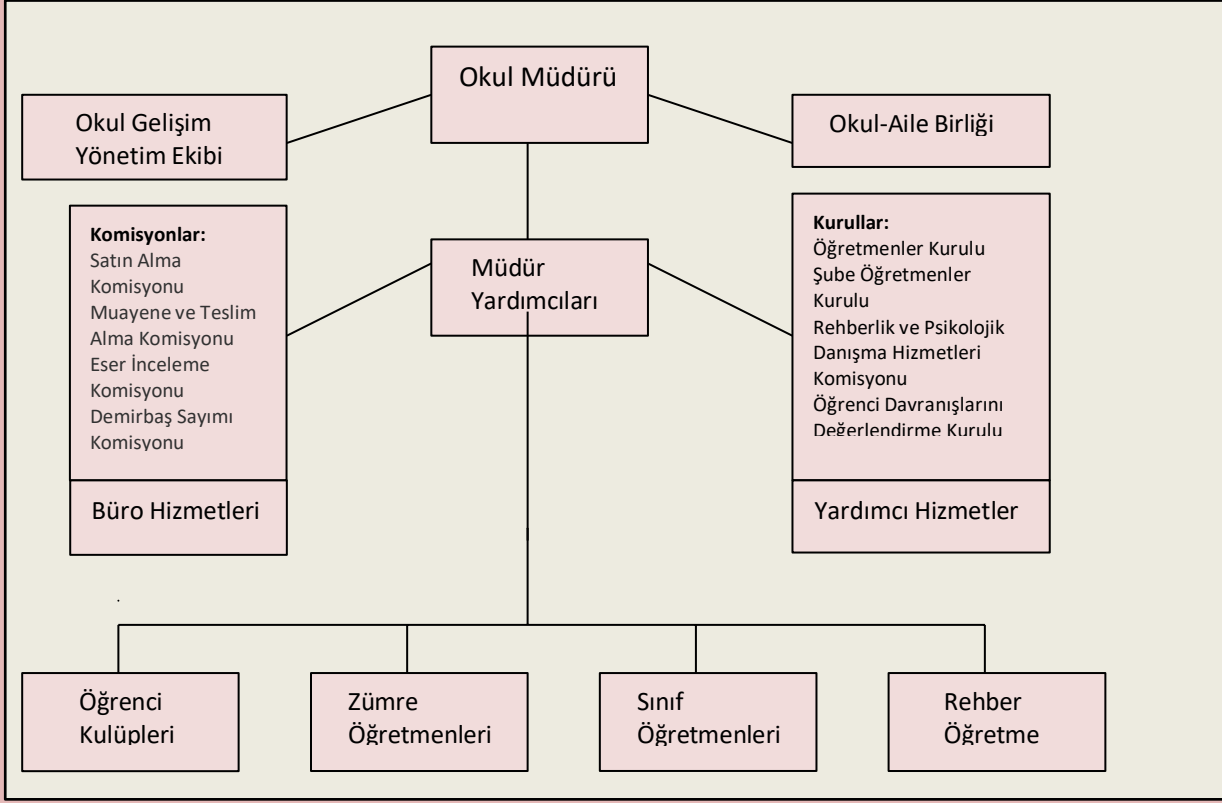 Okul Müdürü
Okul Gelişim
Yönetim Ekibi
Okul-Aile Birliği
Komisyonlar:
Satın Alma
Komisyonu
Muayene ve Teslim
Alma Komisyonu
Eser İnceleme
Komisyonu
Demirbaş Sayımı
Komisyonu
Müdür
Yardımcıları
Kurullar:
Öğretmenler Kurulu
Şube Öğretmenler
Kurulu
Rehberlik ve Psikolojik
Danışma Hizmetleri
Komisyonu
Öğrenci Davranışlarını
Değerlendirme Kurulu
Büro Hizmetleri
Yardımcı Hizmetler
Öğrenci
Kulüpleri
Zümre
Öğretmenleri
Sınıf
Öğretmenleri
Rehber
Öğretme